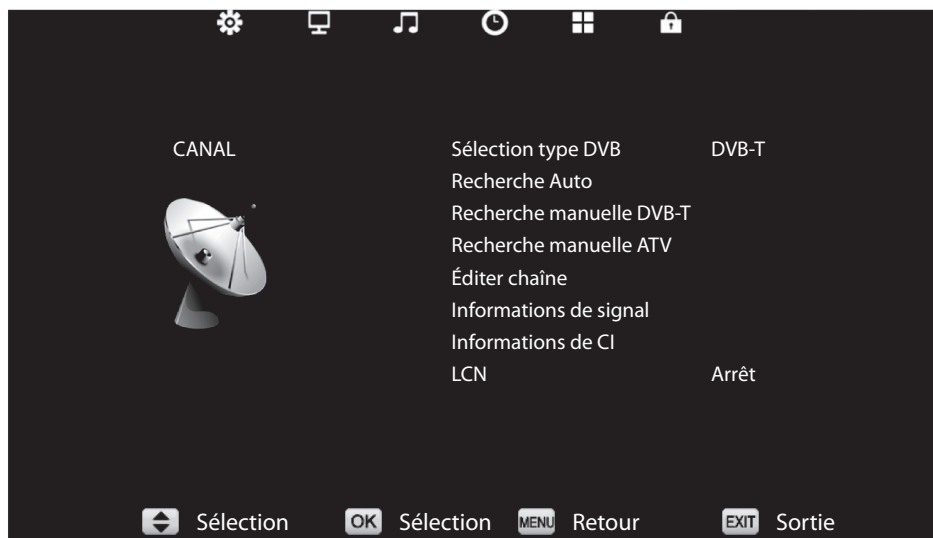 CANAL
Sélection type DVB DVB-T
Recherche Auto
Recherche manuelle DVB-T
Recherche manuelle ATV
Éditer chaîne
Informations de signal
Informations de CI
LCN Arrêt
Sélection OK Sélection MENU Retour EXIT Sortie